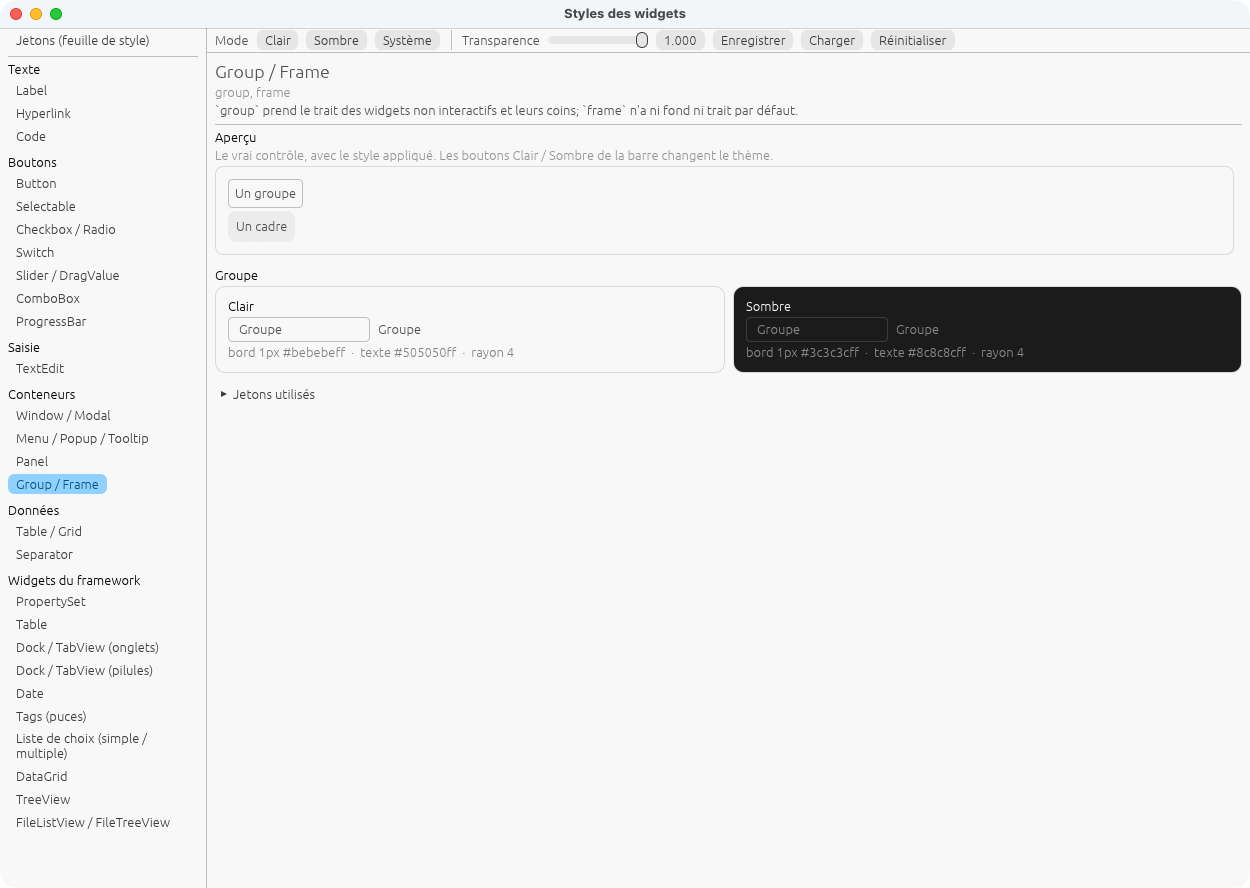 Styles des widgets
Jetons (feuille de style)
Texte
Label
Hyperlink
Code
Boutons
Button
Selectable
Checkbox / Radio
Switch
Slider / DragValue
ComboBox
ProgressBar
Saisie
TextEdit
Conteneurs
Window / Modal
Menu / Popup / Tooltip
Panel
Group / Frame
Données
Table / Grid
Separator
Widgets du framework
PropertySet
Table
Dock / TabView (onglets)
Dock / TabView (pilules)
Date
Tags (puces)
Liste de choix (simple /
multiple)
DataGrid
TreeView
FileListView / FileTreeView
Mode Clair Sombre Système Transparence 1.000 Enregistrer Charger Réinitialiser
Group / Frame
group, frame
`group` prend le trait des widgets non interactifs et leurs coins; `frame` n'a ni fond ni trait par défaut.
Aperçu
Le vrai contrôle, avec le style appliqué. Les boutons Clair / Sombre de la barre changent le thème.
Un groupe
Un cadre
Groupe
Clair
Groupe Groupe
bord 1px #bebebeff · texte #505050ff · rayon 4
Sombre
Groupe Groupe
bord 1px #3c3c3cff · texte #8c8c8cff · rayon 4
Jetons utilisés